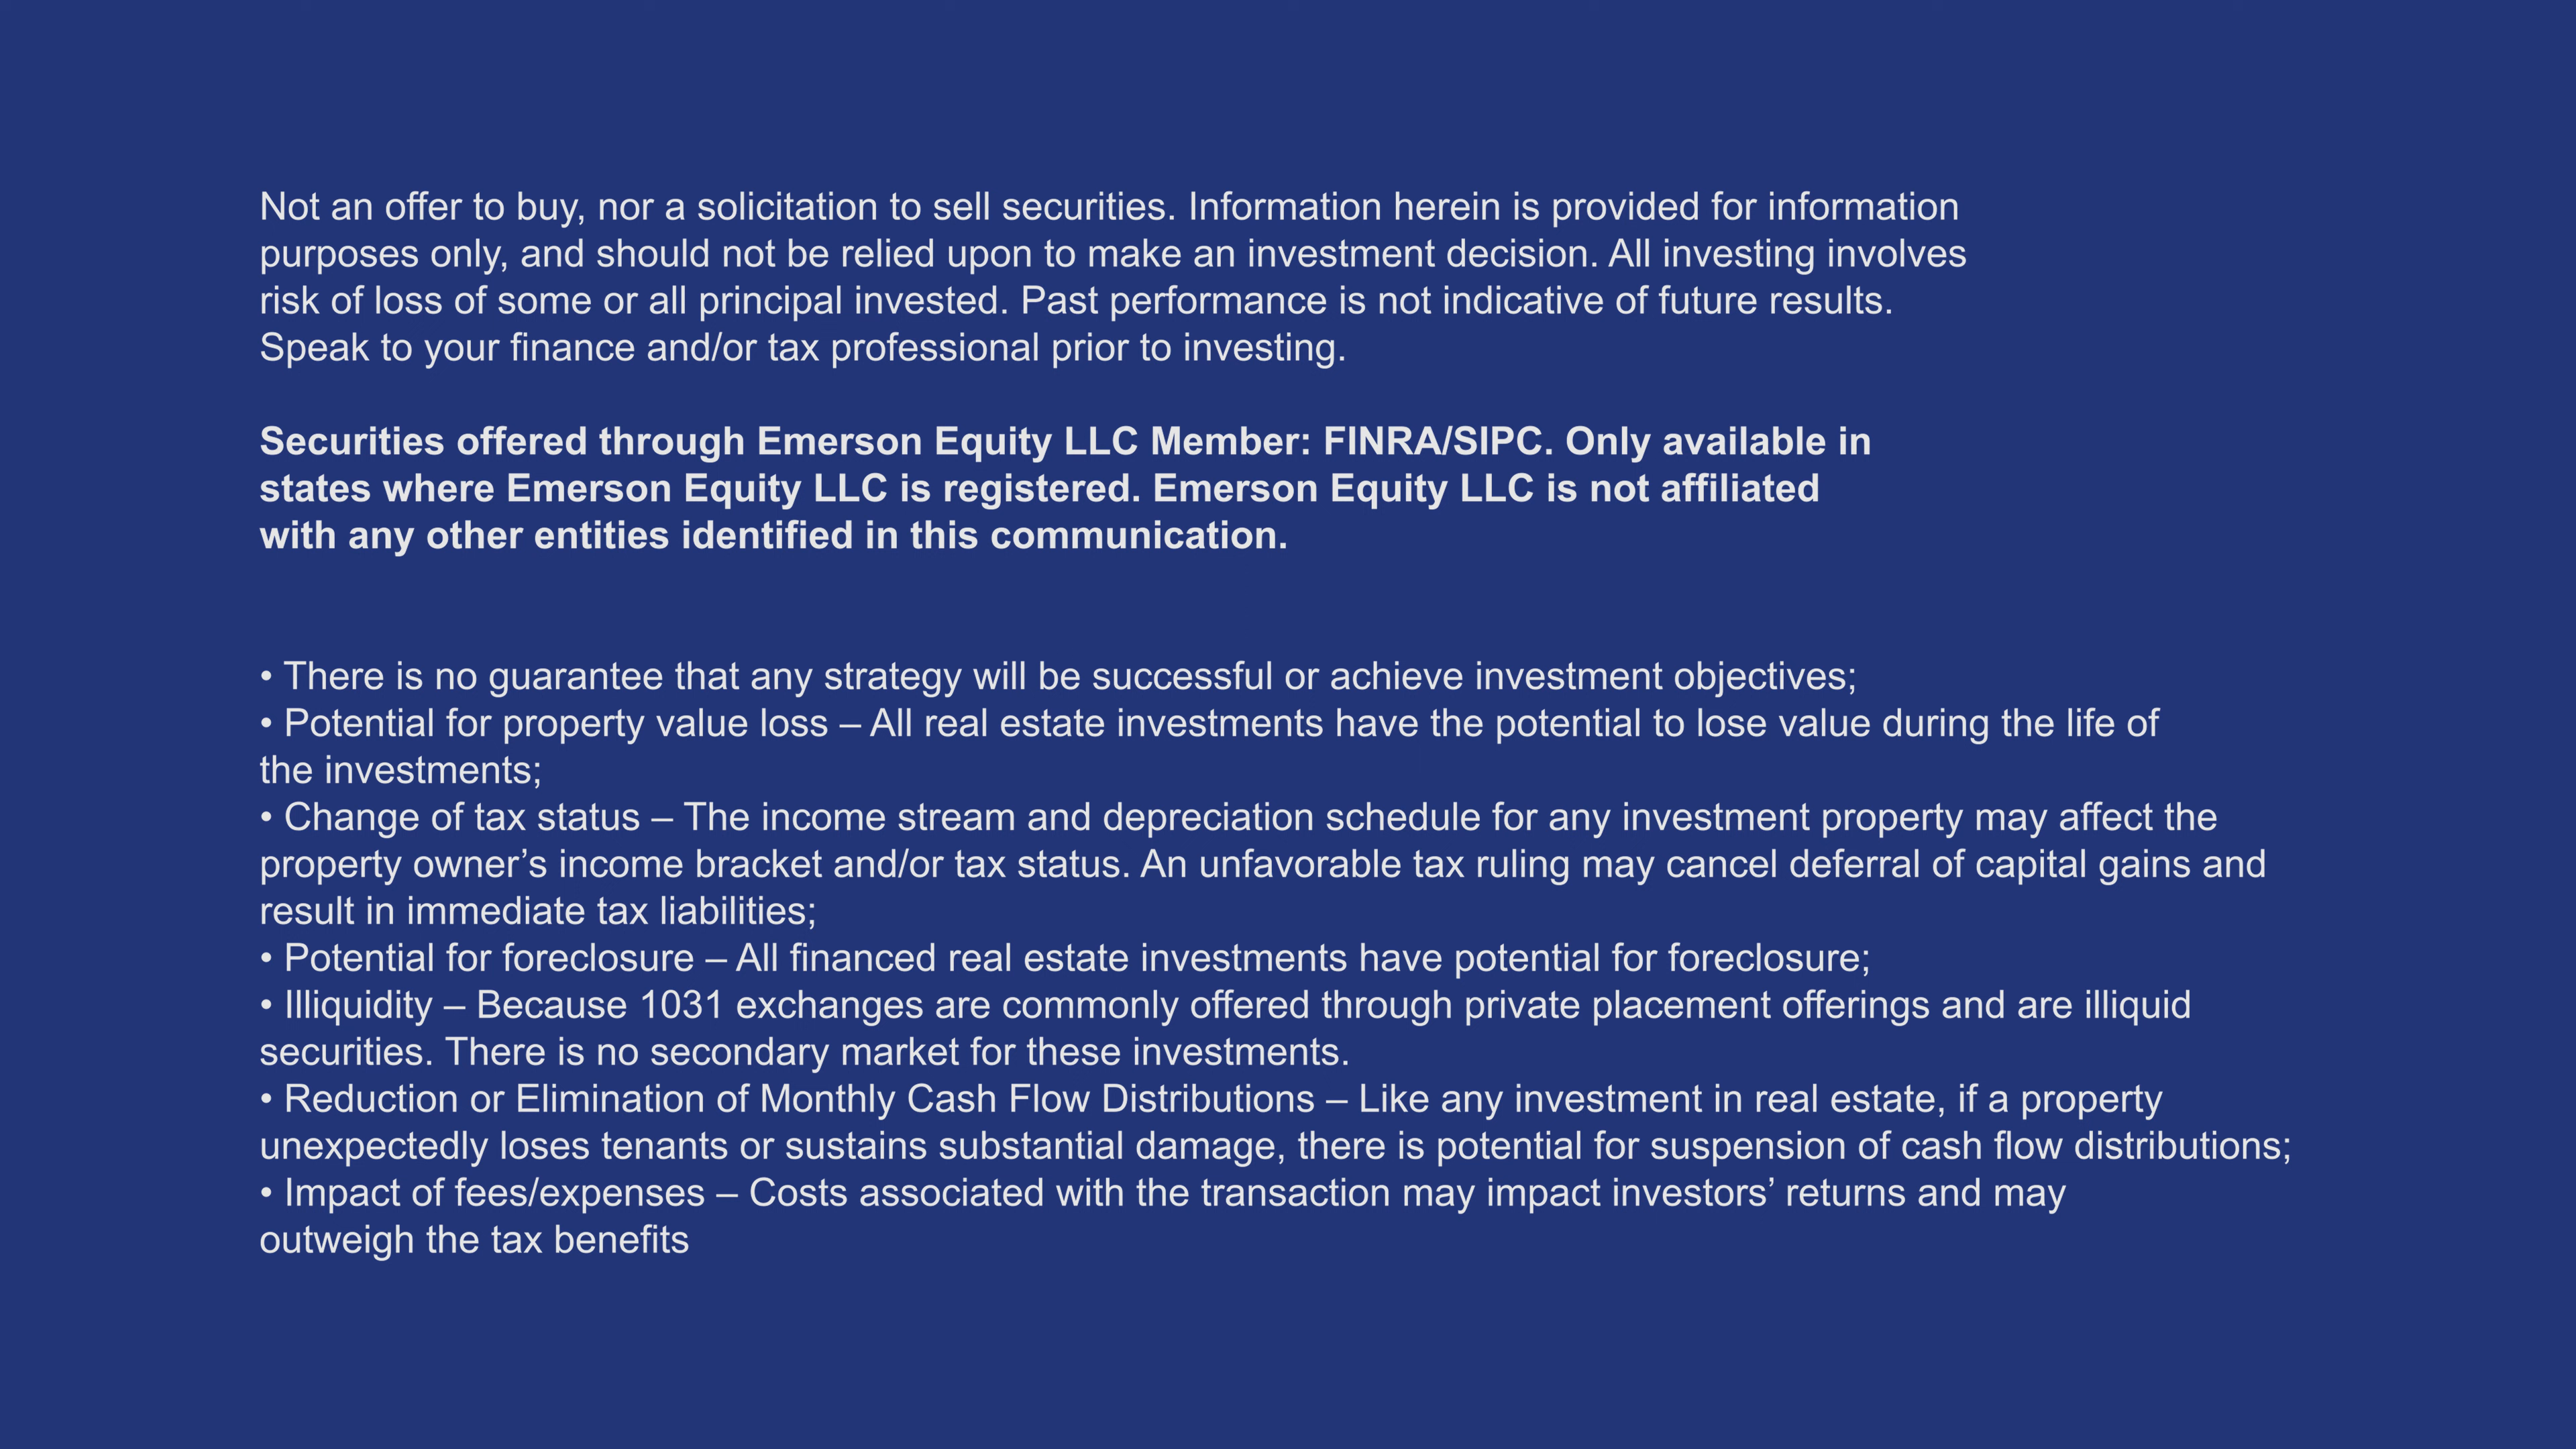 Not an offer to buy, nor a solicitation to sell securities. Information herein is provided for information
purposes only, and should not be relied upon to make an investment decision. All investing involves
risk of loss of some or all principal invested. Past performance is not indicative of future results.
Speak to your finance and/or tax professional prior to investing.
Securities offered through Emerson Equity LLC Member: FINRA/SIPC. Only available in
states where Emerson Equity LLC is registered. Emerson Equity LLC is not affiliated
with any other entities identified in this communication.
• There is no guarantee that any strategy will be successful or achieve investment objectives;
• Potential for property value loss – All real estate investments have the potential to lose value during the life of
the investments;
• Change of tax status – The income stream and depreciation schedule for any investment property may affect the
property owner’s income bracket and/or tax status. An unfavorable tax ruling may cancel deferral of capital gains and
result in immediate tax liabilities;
• Potential for foreclosure – All financed real estate investments have potential for foreclosure;
• Illiquidity – Because 1031 exchanges are commonly offered through private placement offerings and are illiquid
securities. There is no secondary market for these investments.
• Reduction or Elimination of Monthly Cash Flow Distributions – Like any investment in real estate, if a property
unexpectedly loses tenants or sustains substantial damage, there is potential for suspension of cash flow distributions;
• Impact of fees/expenses – Costs associated with the transaction may impact investors’ returns and may
outweigh the tax benefits